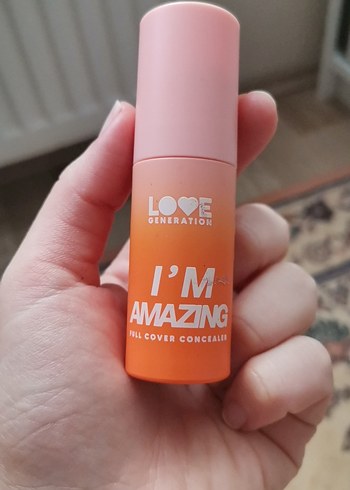 LOVE
GENERATION
I'M
AMAZING
FULL COVER CONCEALER